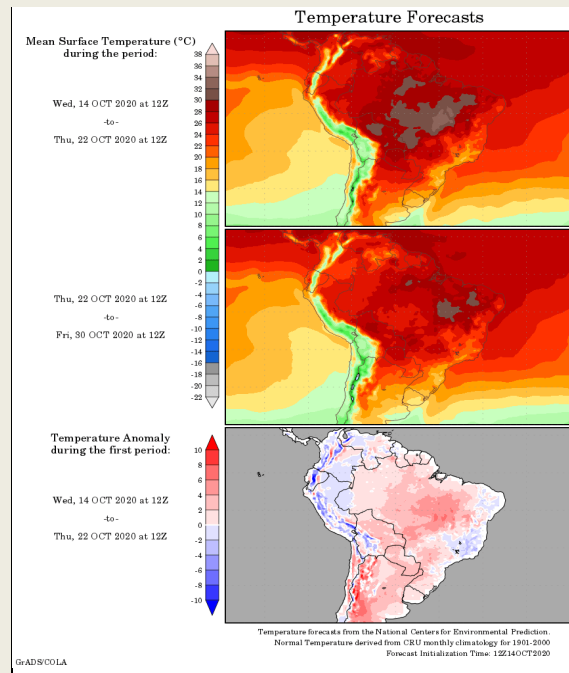 Temperature Forecasts
Mean Surface Temperature (°C)
during the period:
Wed, 14 OCT 2020 at 12Z
-to-
Thu, 22 OCT 2020 at 12Z
38
36
34
32
30
28
26
24
22
20
18
16
14
12
10
8
6
4
2
0
-2
-4
-6
-8
-10
-12
-14
-16
-18
-20
-22
Thu, 22 OCT 2020 at 12Z
-to-
Fri, 30 OCT 2020 at 12Z
Temperature Anomaly
during the first period:
Wed, 14 OCT 2020 at 12Z
-to-
Thu, 22 OCT 2020 at 12Z
10
8
6
4
2
0
-2
-4
-6
-8
-10
Temperature forecasts from the National Centers for Environmental Prediction.
Normal Temperature derived from CRU monthly climatology for 1901-2000
Forecast Initialization Time: 12Z14OCT2020
GrADS/COLA